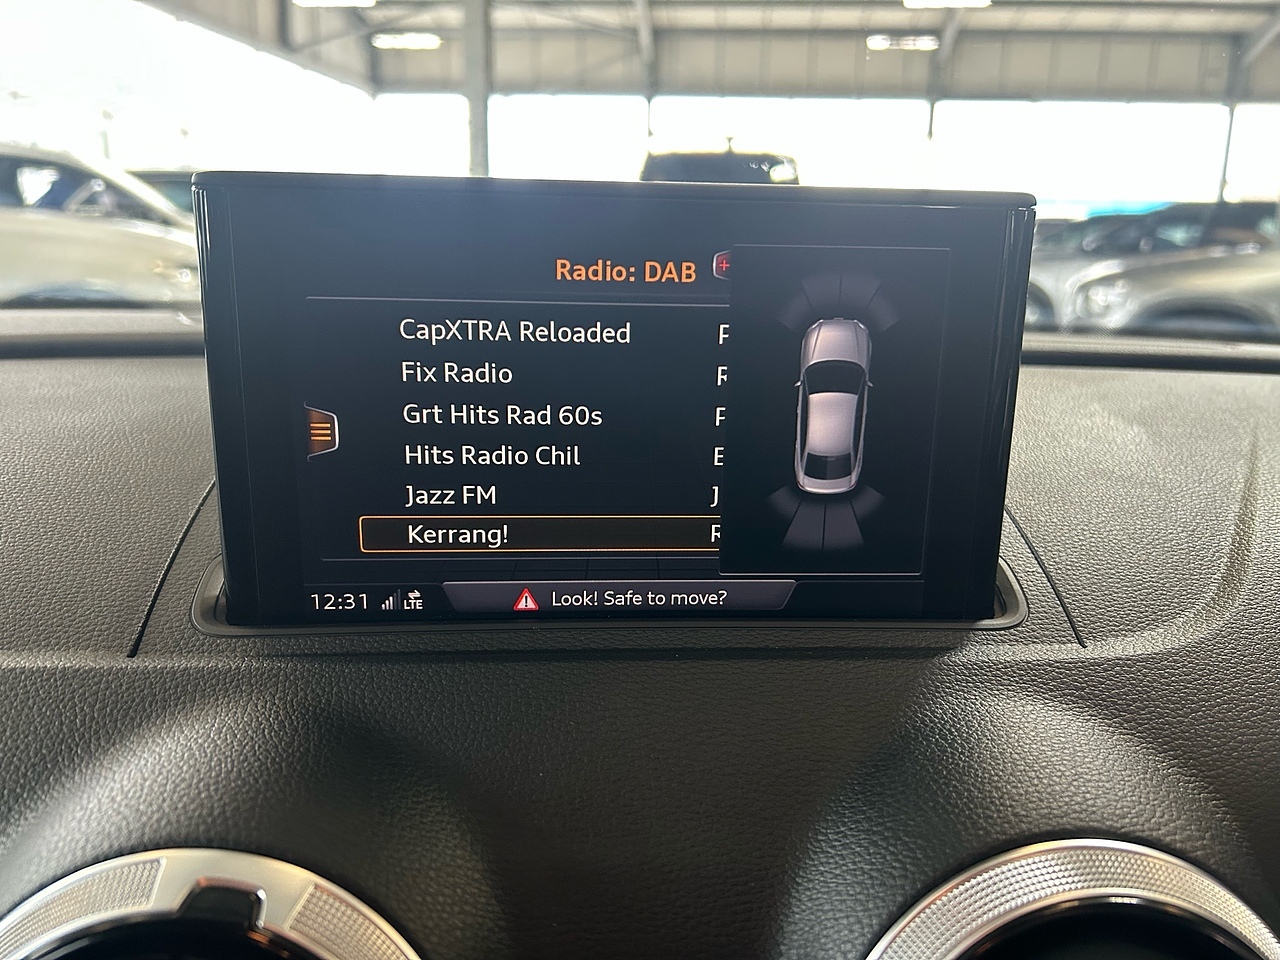 Radio: DAB
CapXTRA Reloaded
Fix Radio
Grt Hits Rad 60s
Hits Radio Chil
Jazz FM
Kerrang!
12:31 LTE Look! Safe to move?